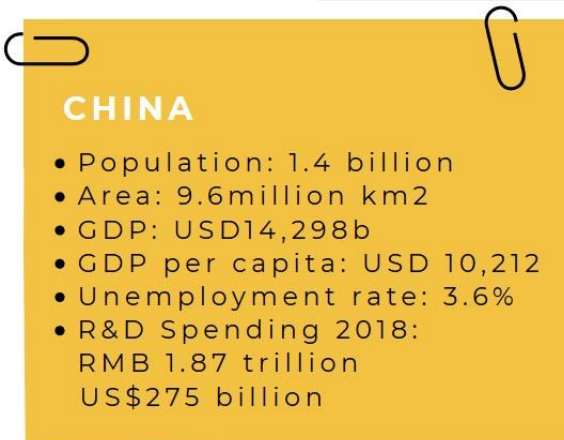 CHINA
• Population: 1.4 billion
• Area: 9.6million km2
• GDP: USD14,298b
• GDP per capita: USD 10,212
• Unemployment rate: 3.6%
• R&D Spending 2018:
RMB 1.87 trillion
US$275 billion